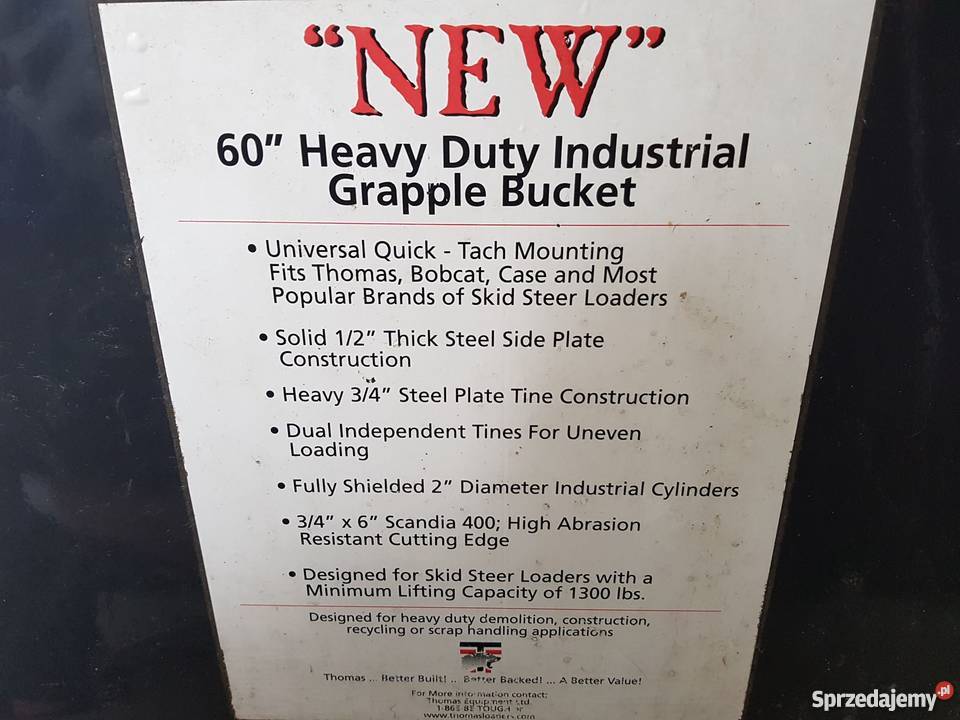 “NEW”
60” Heavy Duty Industrial
Grapple Bucket
• Universal Quick - Tach Mounting
Fits Thomas, Bobcat, Case and Most
Popular Brands of Skid Steer Loaders
• Solid 1/2” Thick Steel Side Plate
Construction
• Heavy 3/4” Steel Plate Tine Construction
• Dual Independent Tines For Uneven
Loading
• Fully Shielded 2” Diameter Industrial Cylinders
• 3/4” x 6” Scandia 400; High Abrasion
Resistant Cutting Edge
• Designed for Skid Steer Loaders with a
Minimum Lifting Capacity of 1300 lbs.
Designed for heavy duty demolition, construction,
recycling or scrap handling applications
Thomas ... Better Built! .. Better Backed! ... A Better Value!
For More information contact:
Thomas Equipment Ltd.
TOUGH
Sprzedajemy.pl